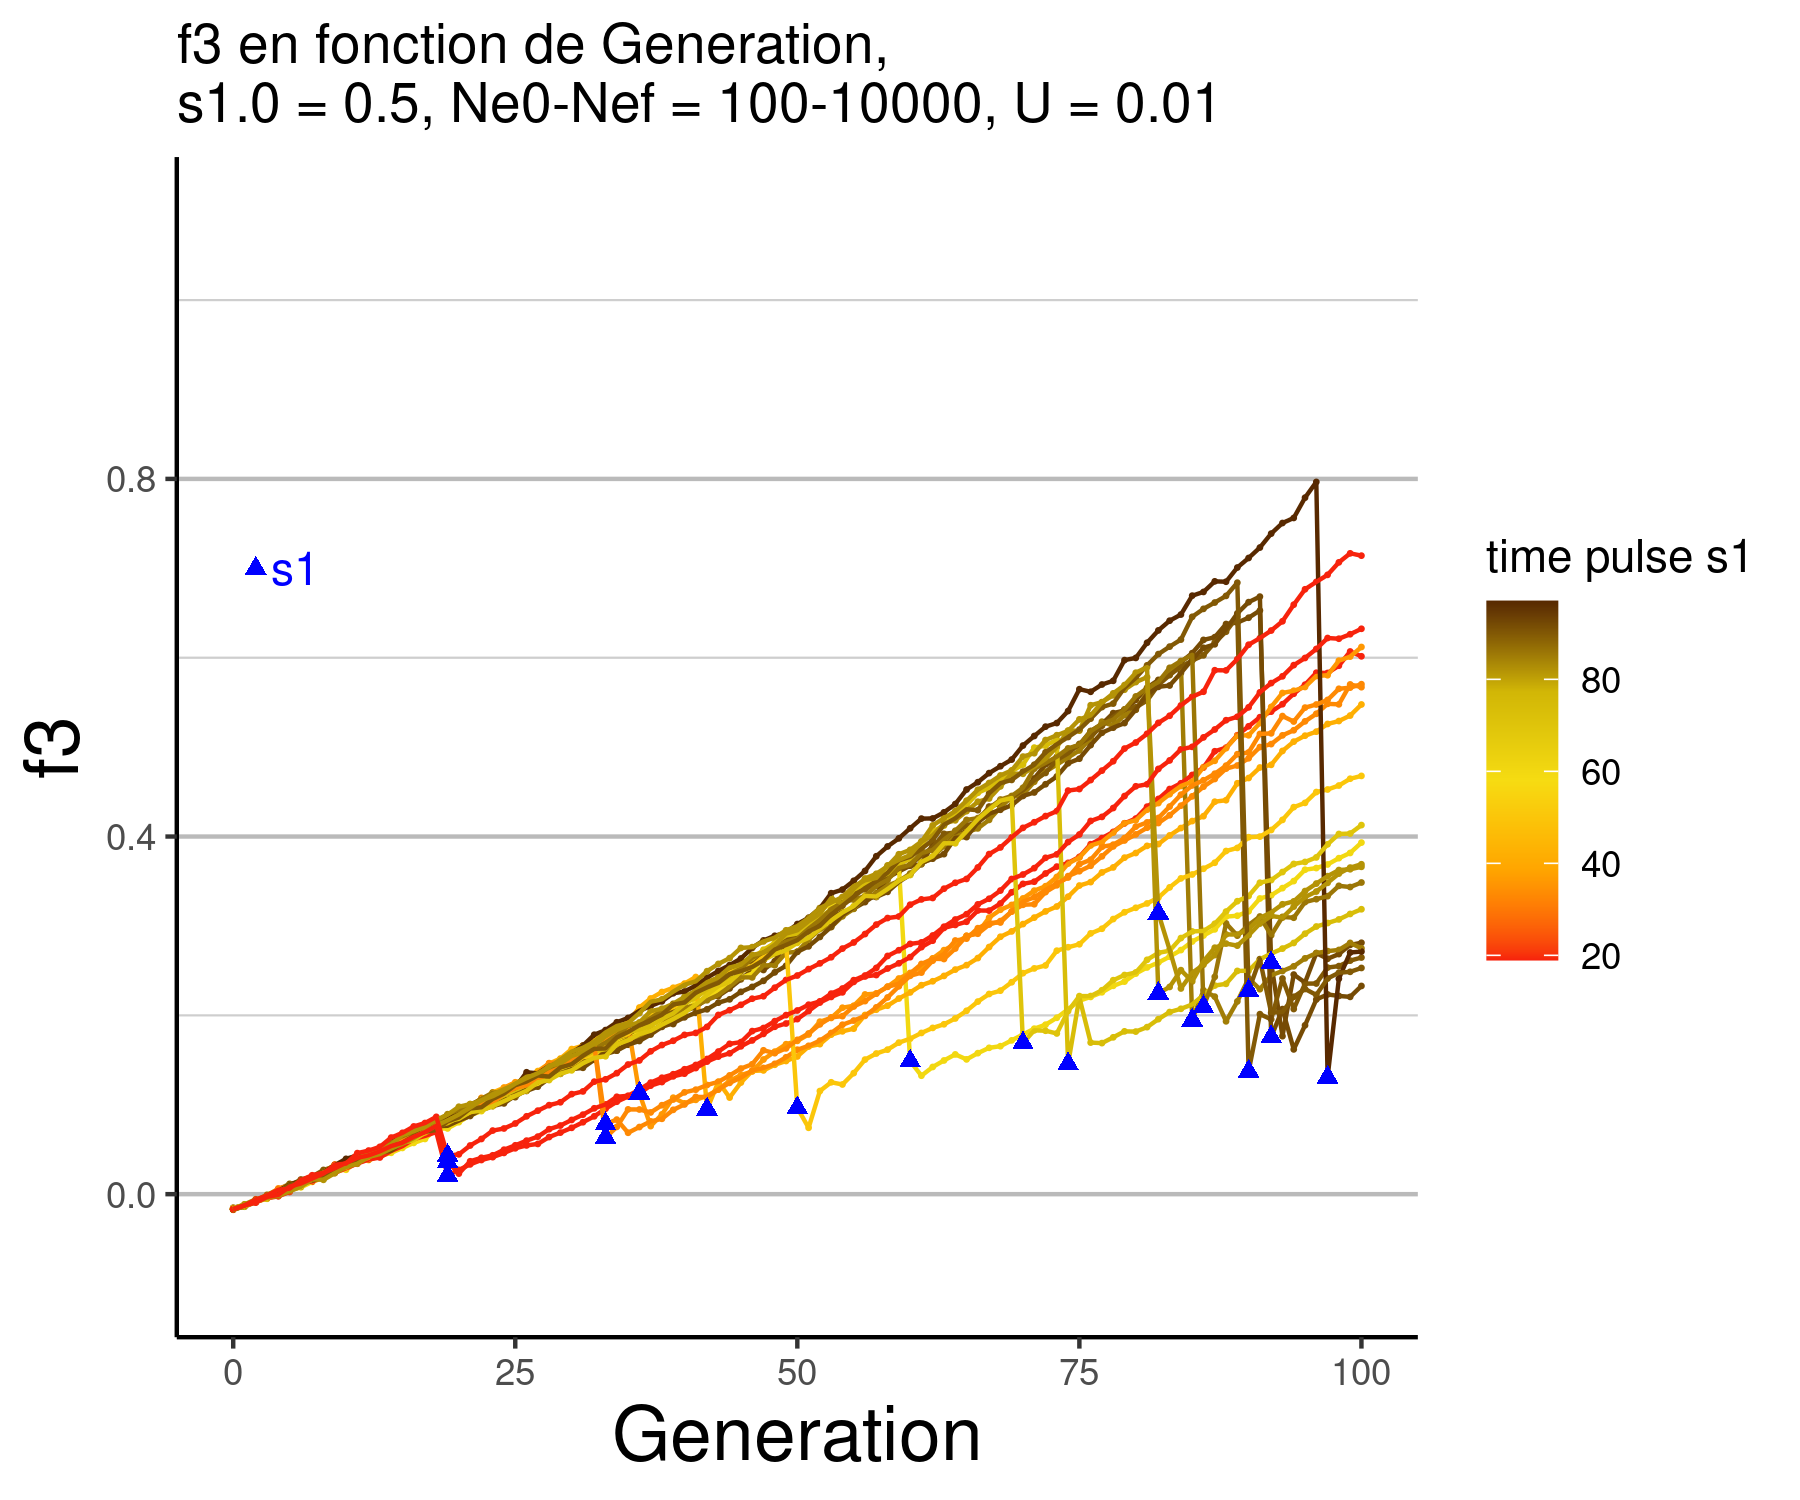 f3 en fonction de Generation,
s1.0 = 0.5, Ne0-Nef = 100-10000, U = 0.01
f3
0.8
0.4
0.0
s1
0
25
50
75
100
Generation
time pulse s1
80
60
40
20